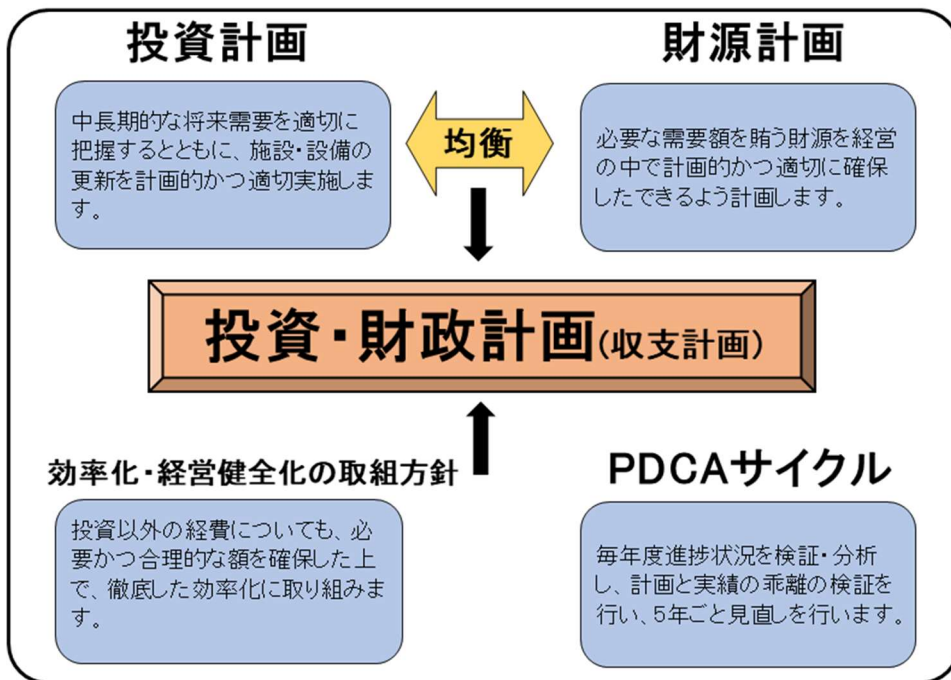 投資計画
財源計画
中長期的な将来需要を適切に
把握するとともに、施設・設備の
更新を計画的かつ適切実施しま
す。
均衡
必要な需要額を賄う財源を経営
の中で計画的かつ適切に確保
したできるよう計画します。
投資・財政計画(収支計画)
効率化・経営健全化の取組方針
PDCAサイクル
投資以外の経費についても、必
要かつ合理的な額を確保した上
で、徹底した効率化に取り組みま
す。
毎年度進捗状況を検証・分析
し、計画と実績の乖離の検証を
行い、5年ごと見直しを行います。